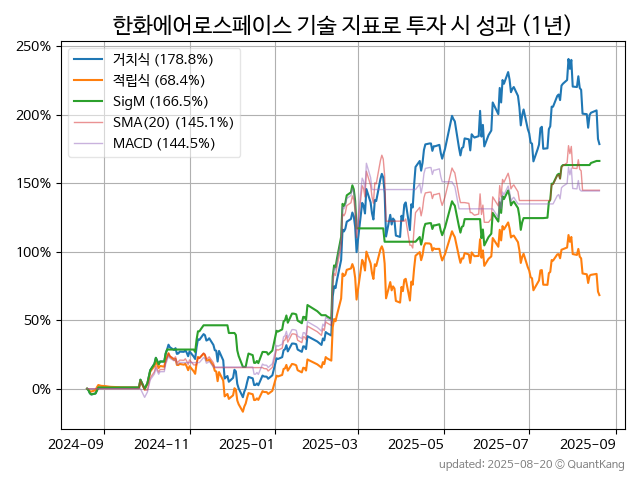 한화에어로스페이스 기술 지표로 투자 시 성과 (1년)
250%
200%
150%
100%
50%
0%
거치식 (178.8%)
적립식 (68.4%)
SigM (166.5%)
SMA(20) (145.1%)
MACD (144.5%)
2024-09 2024-11 2025-01 2025-03 2025-05 2025-07 2025-09
updated: 2025-08-20 © QuantKang